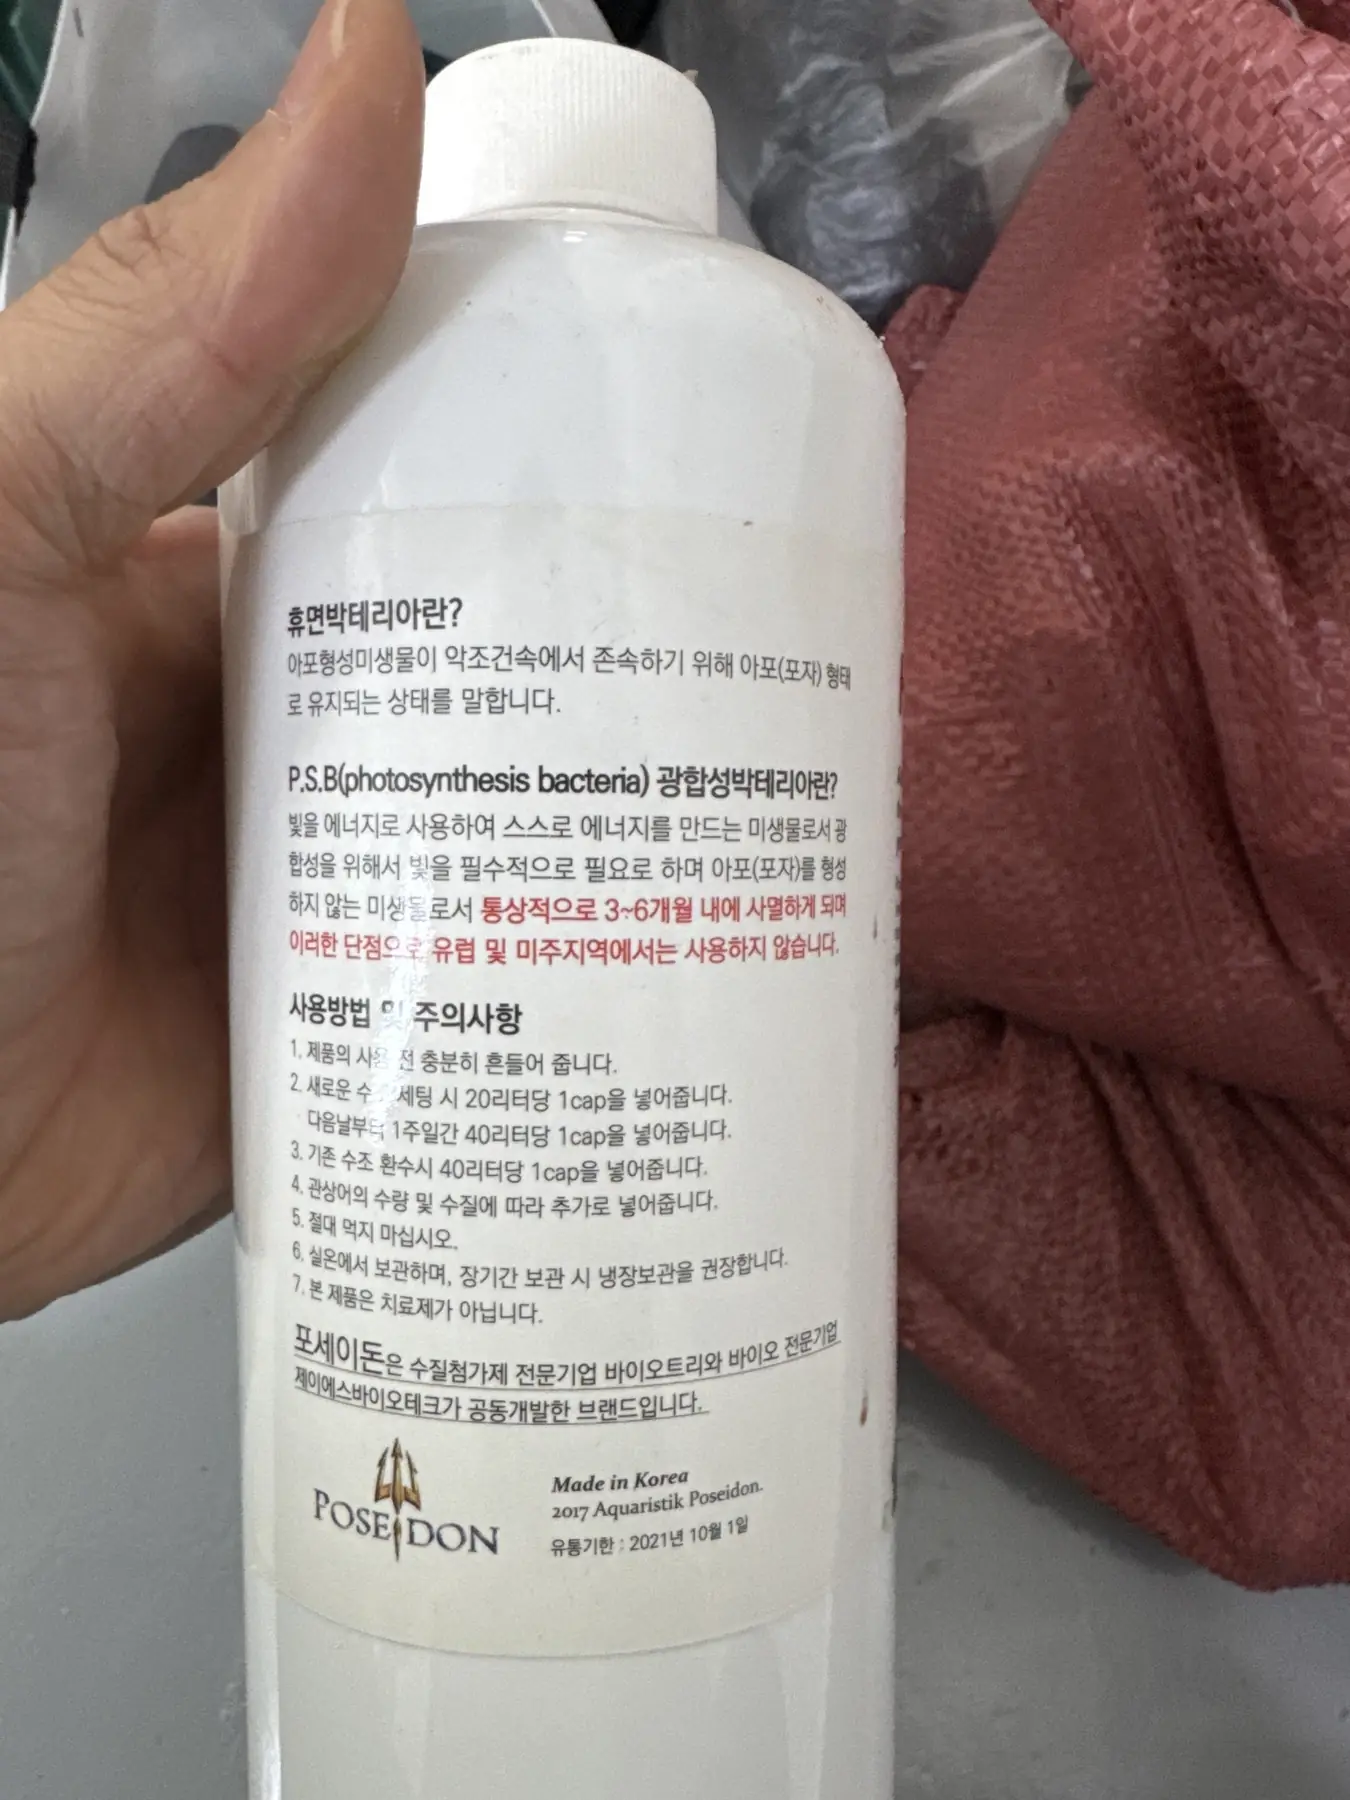 휴면박테리아란?
아포형성미생물이 악조건속에서 존속하기 위해 아포(포자) 형태
로 유지되는 상태를 말합니다.
P.S.B(photosynthesis bacteria) 광합성박테리아란?
빛을 에너지로 사용하여 스스로 에너지를 만드는 미생물로서 광
합성을 위해서 빛을 필수적으로 필요로 하며 아포(포자)를 형성
하지 않는 미생물로서 통상적으로 3~6개월 내에 사멸하게 되며
이러한 단점으로 유럽 및 미주지역에서는 사용하지 않습니다.
사용방법 및 주의사항
1. 제품의 사용 전 충분히 흔들어 줍니다.
2. 새로운 수조 세팅 시 20리터당 1cap을 넣어줍니다.
다음날부터 1주일간 40리터당 1cap을 넣어줍니다.
3. 기존 수조 환수시 40리터당 1cap을 넣어줍니다.
4. 관상어의 수량 및 수질에 따라 추가로 넣어줍니다.
5. 절대 먹지 마십시오.
6. 실온에서 보관하며, 장기간 보관 시 냉장보관을 권장합니다.
7. 본 제품은 치료제가 아닙니다.
포세이돈은 수질첨가제 전문기업 바이오트리와 바이오 전문기업
제이에스바이오테크가 공동개발한 브랜드입니다.
POSEIDON
Made in Korea
2017 Aquaristik Poseidon.
유통기한 : 2021년 10월 1일